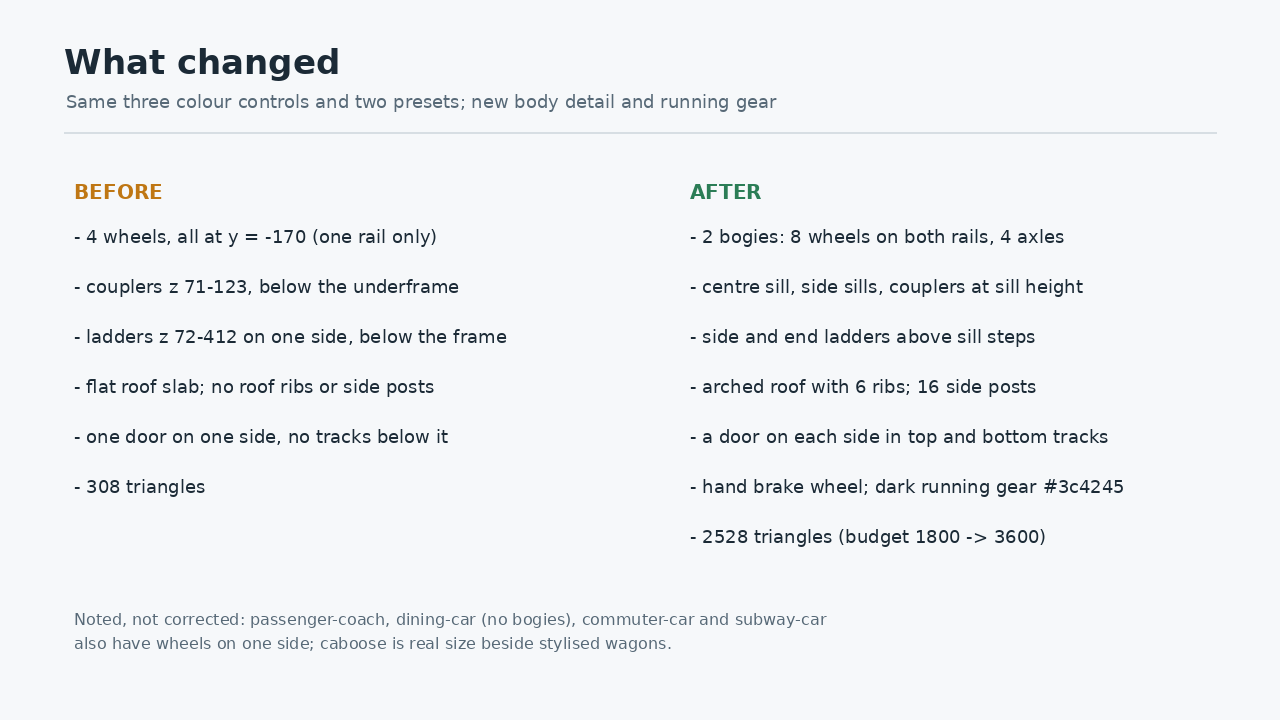 What changed
Same three colour controls and two presets; new body detail and running gear
BEFORE
- 4 wheels, all at y = -170 (one rail only)
- couplers z 71-123, below the underframe
- ladders z 72-412 on one side, below the frame
- flat roof slab; no roof ribs or side posts
- one door on one side, no tracks below it
- 308 triangles
AFTER
- 2 bogies: 8 wheels on both rails, 4 axles
- centre sill, side sills, couplers at sill height
- side and end ladders above sill steps
- arched roof with 6 ribs; 16 side posts
- a door on each side in top and bottom tracks
- hand brake wheel; dark running gear #3c4245
- 2528 triangles (budget 1800 -> 3600)
Noted, not corrected: passenger-coach, dining-car (no bogies), commuter-car and subway-car
also have wheels on one side; caboose is real size beside stylised wagons.